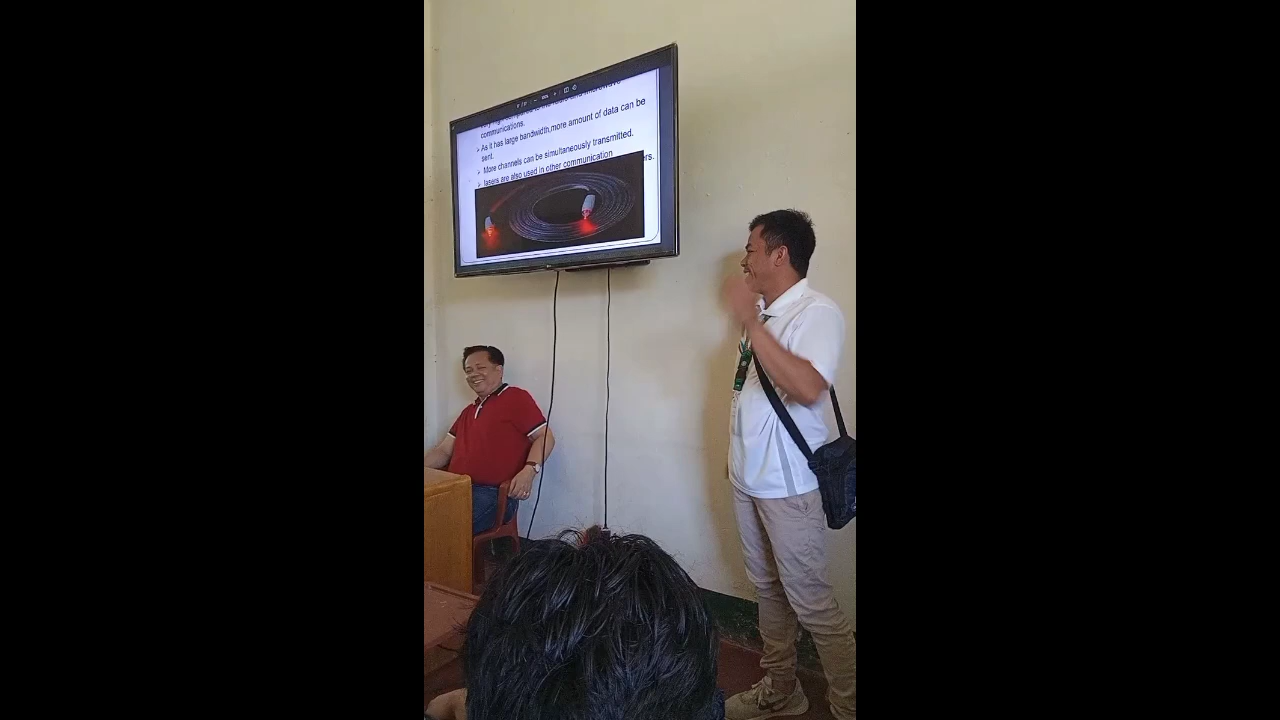 communications.
➢ As it has large bandwidth,more amount of data can be
sent.
➢ More channels can be simultaneously transmitted.
➢ lasers are also used in other communication